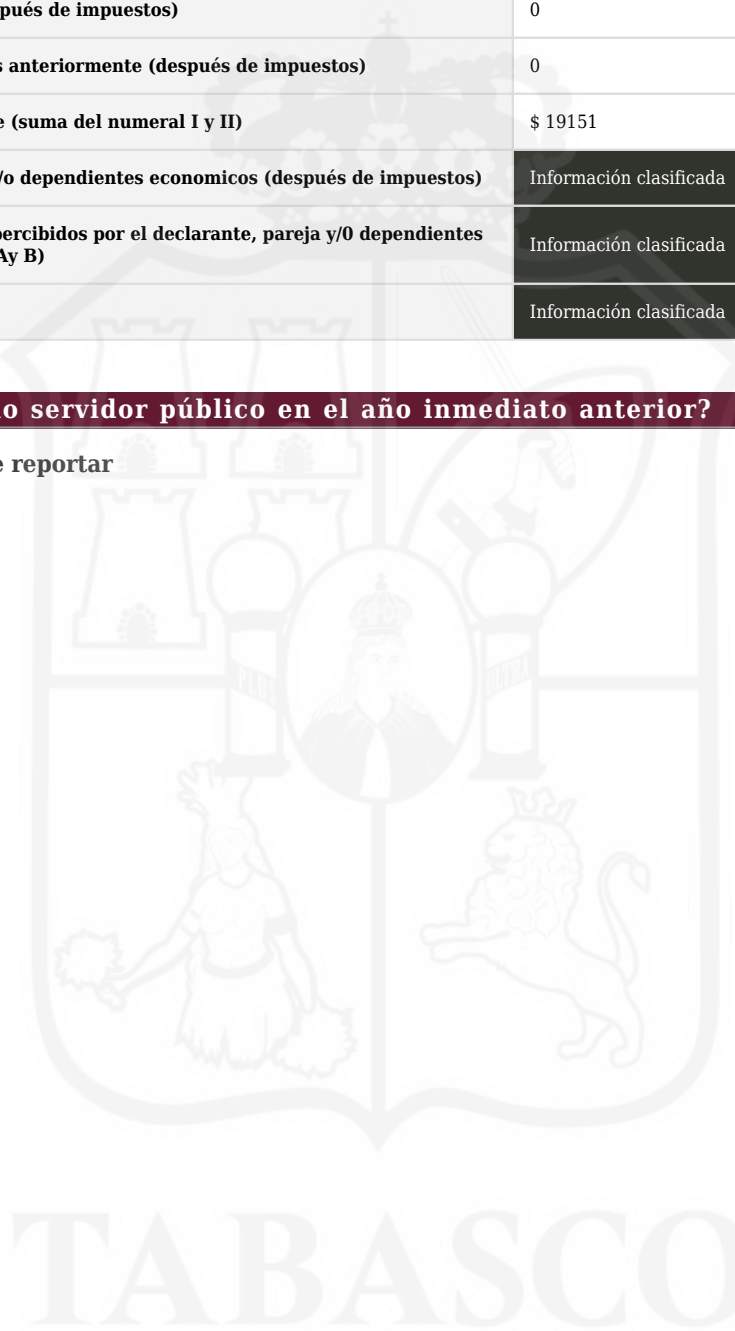 pués de impuestos) 0
s anteriormente (después de impuestos) 0
e (suma del numeral I y II) $ 19151
/o dependientes economicos (después de impuestos) Información clasificada
percibidos por el declarante, pareja y/0 dependientes
Ay B) Información clasificada
Información clasificada
o servidor público en el año inmediato anterior?
e reportar
PLUS ULTRA
TABASCO